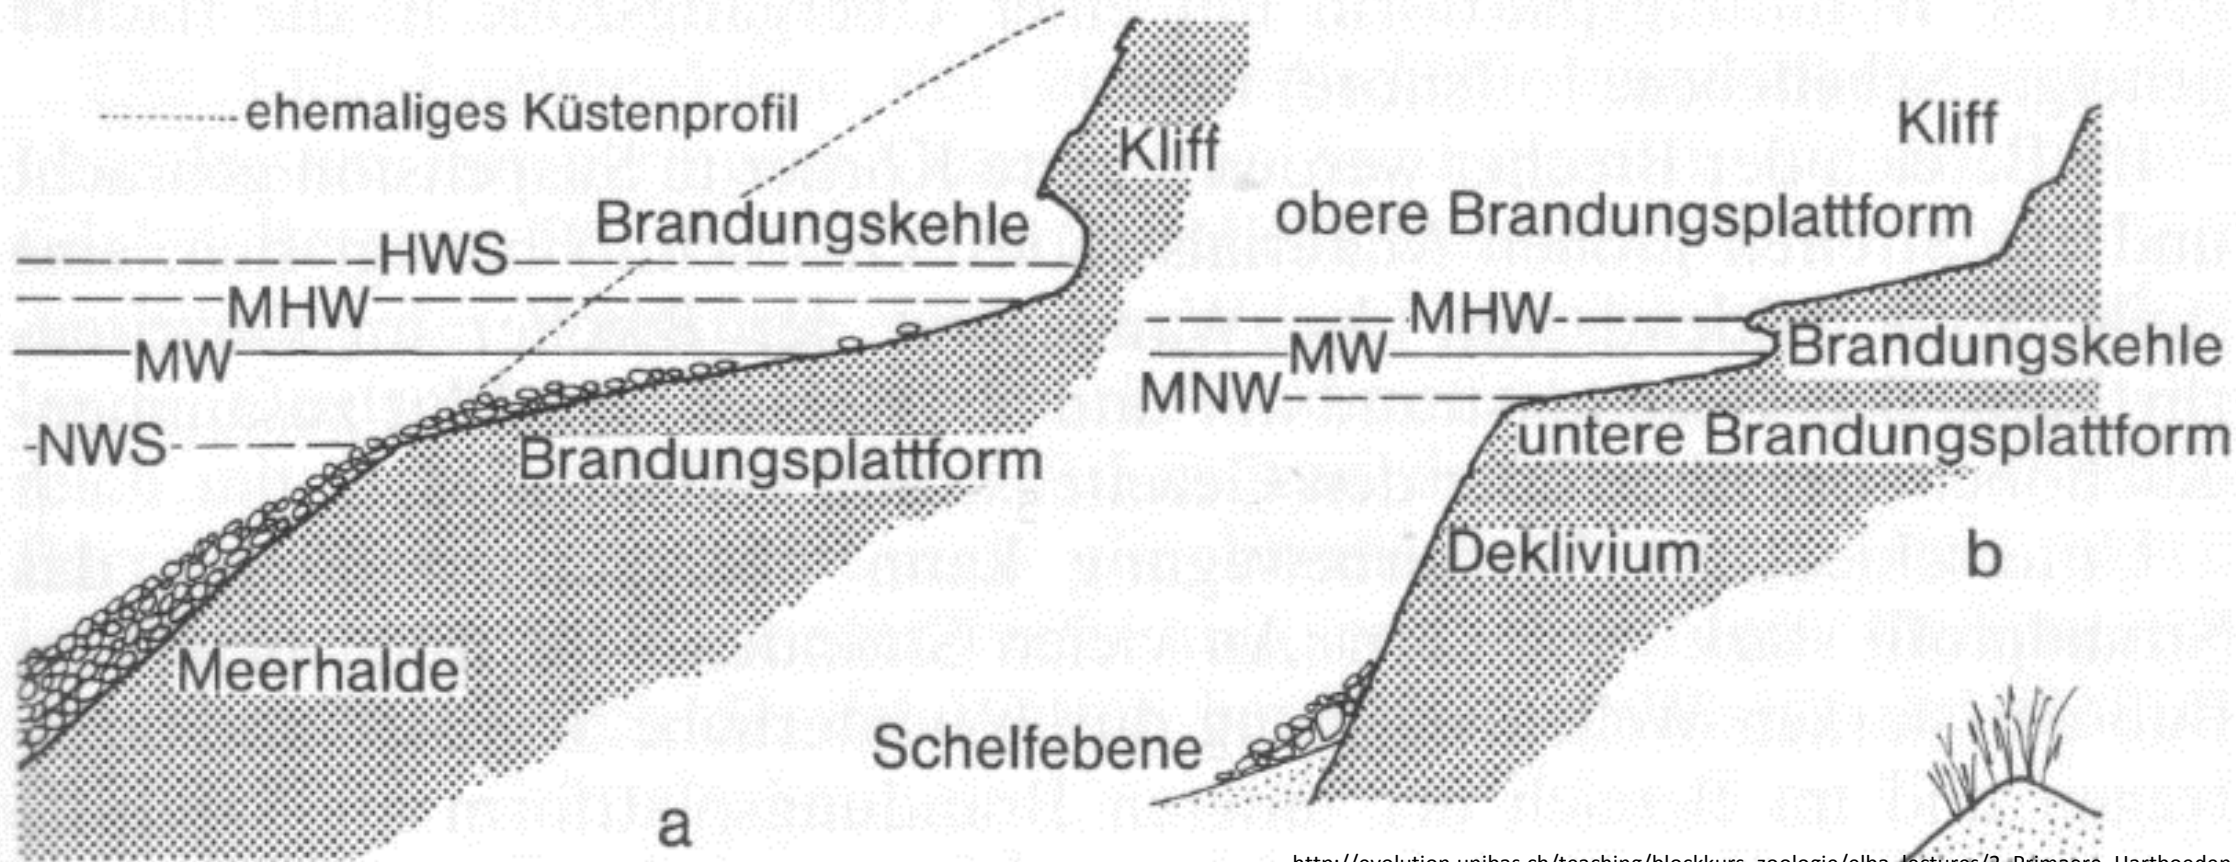 ehemaliges Küstenprofil
Kliff
Brandungskehle
HWS
MHW
MW
NWS
Brandungsplattform
Meerhalde
a
Kliff
obere Brandungsplattform
MHW
MW
Brandungskehle
MNW
untere Brandungsplattform
Deklivium
b
Schelfebene